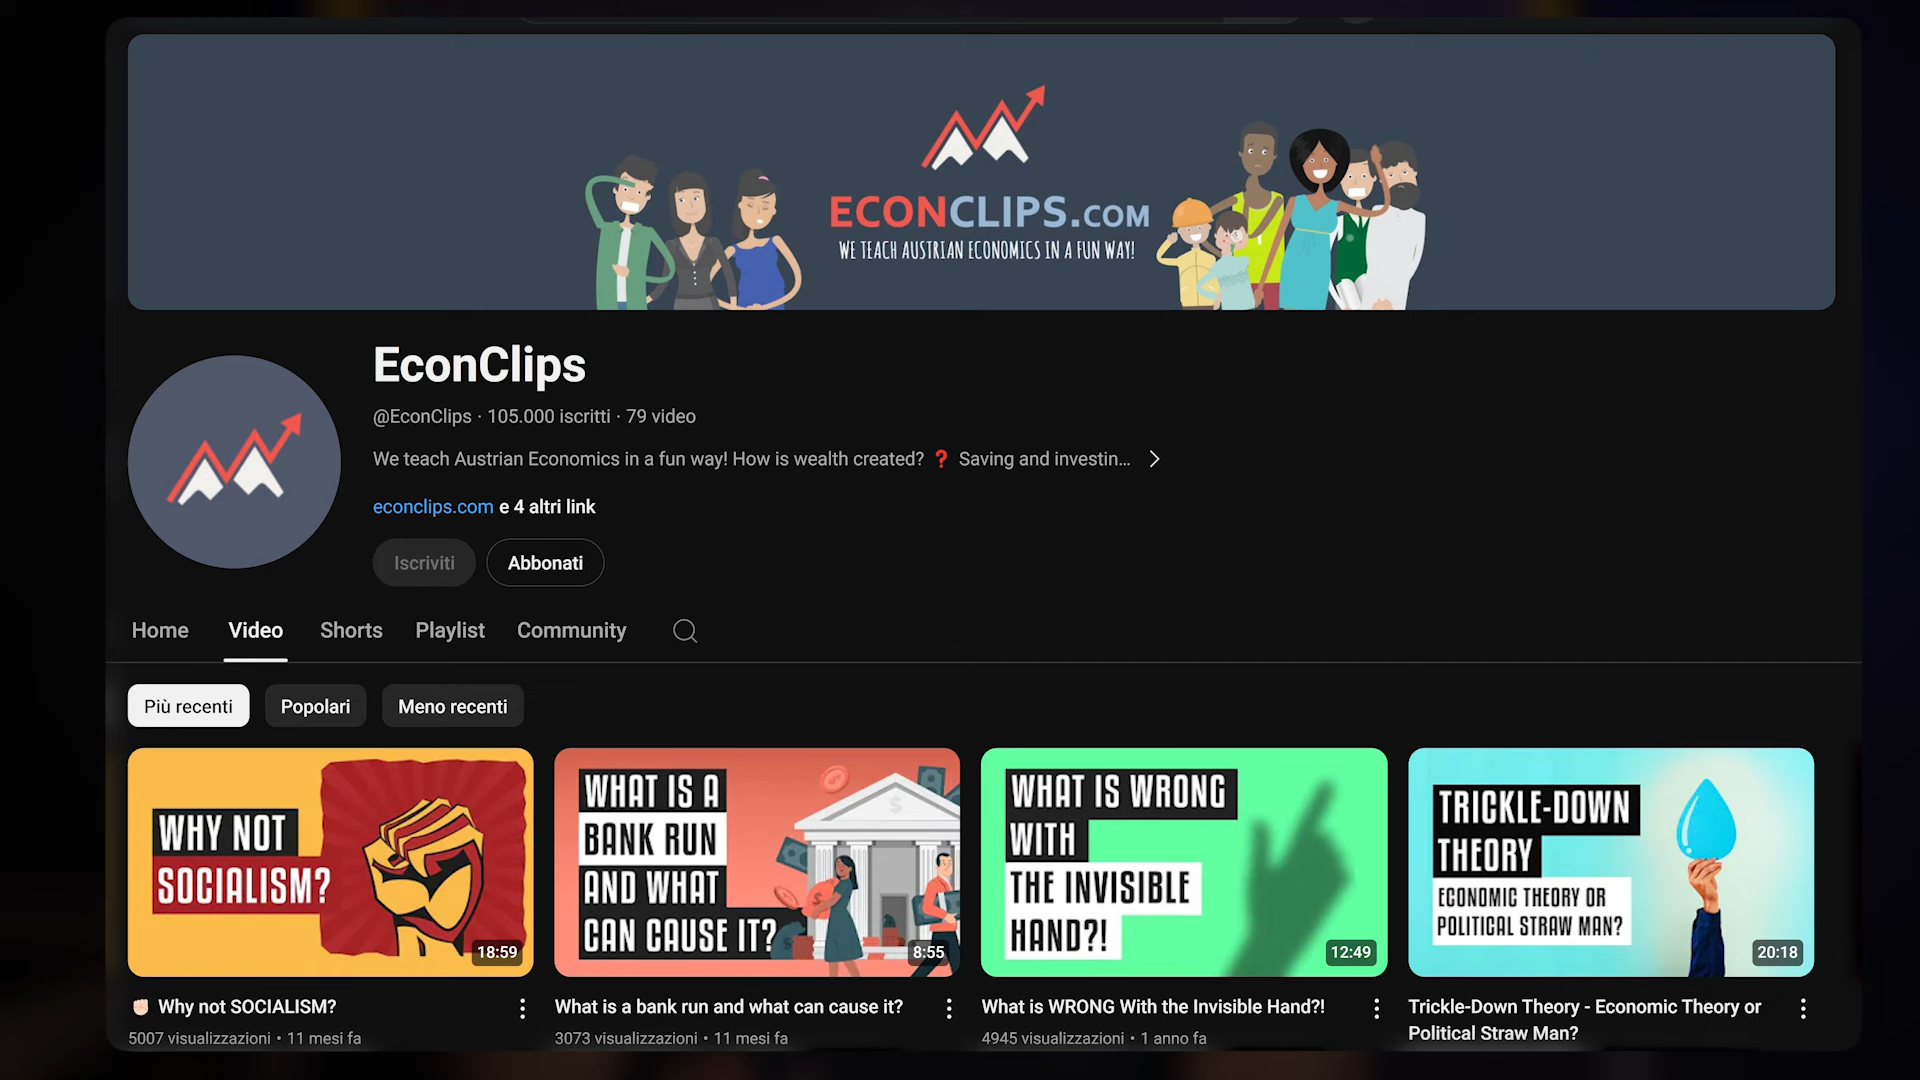 ECONCLIPS.COM
WE TEACH AUSTRIAN ECONOMICS IN A FUN WAY!
EconClips
@EconClips · 105.000 iscritti · 79 video
We teach Austrian Economics in a fun way! How is wealth created? ❓ Saving and investin...
econclips.com e 4 altri link
Iscriviti
Abbonati
Home Video Shorts Playlist Community
Più recenti Popolari Meno recenti
WHY NOT
SOCIALISM?
18:59
✊🏻 Why not SOCIALISM?
5007 visualizzazioni • 11 mesi fa
WHAT IS A
BANK RUN
AND WHAT
CAN CAUSE IT?
8:55
What is a bank run and what can cause it?
3073 visualizzazioni • 11 mesi fa
WHAT IS WRONG
WITH
THE INVISIBLE
HAND?!
12:49
What is WRONG With the Invisible Hand?!
4945 visualizzazioni • 1 anno fa
TRICKLE-DOWN
THEORY
ECONOMIC THEORY OR
POLITICAL STRAW MAN?
20:18
Trickle-Down Theory - Economic Theory or
Political Straw Man?